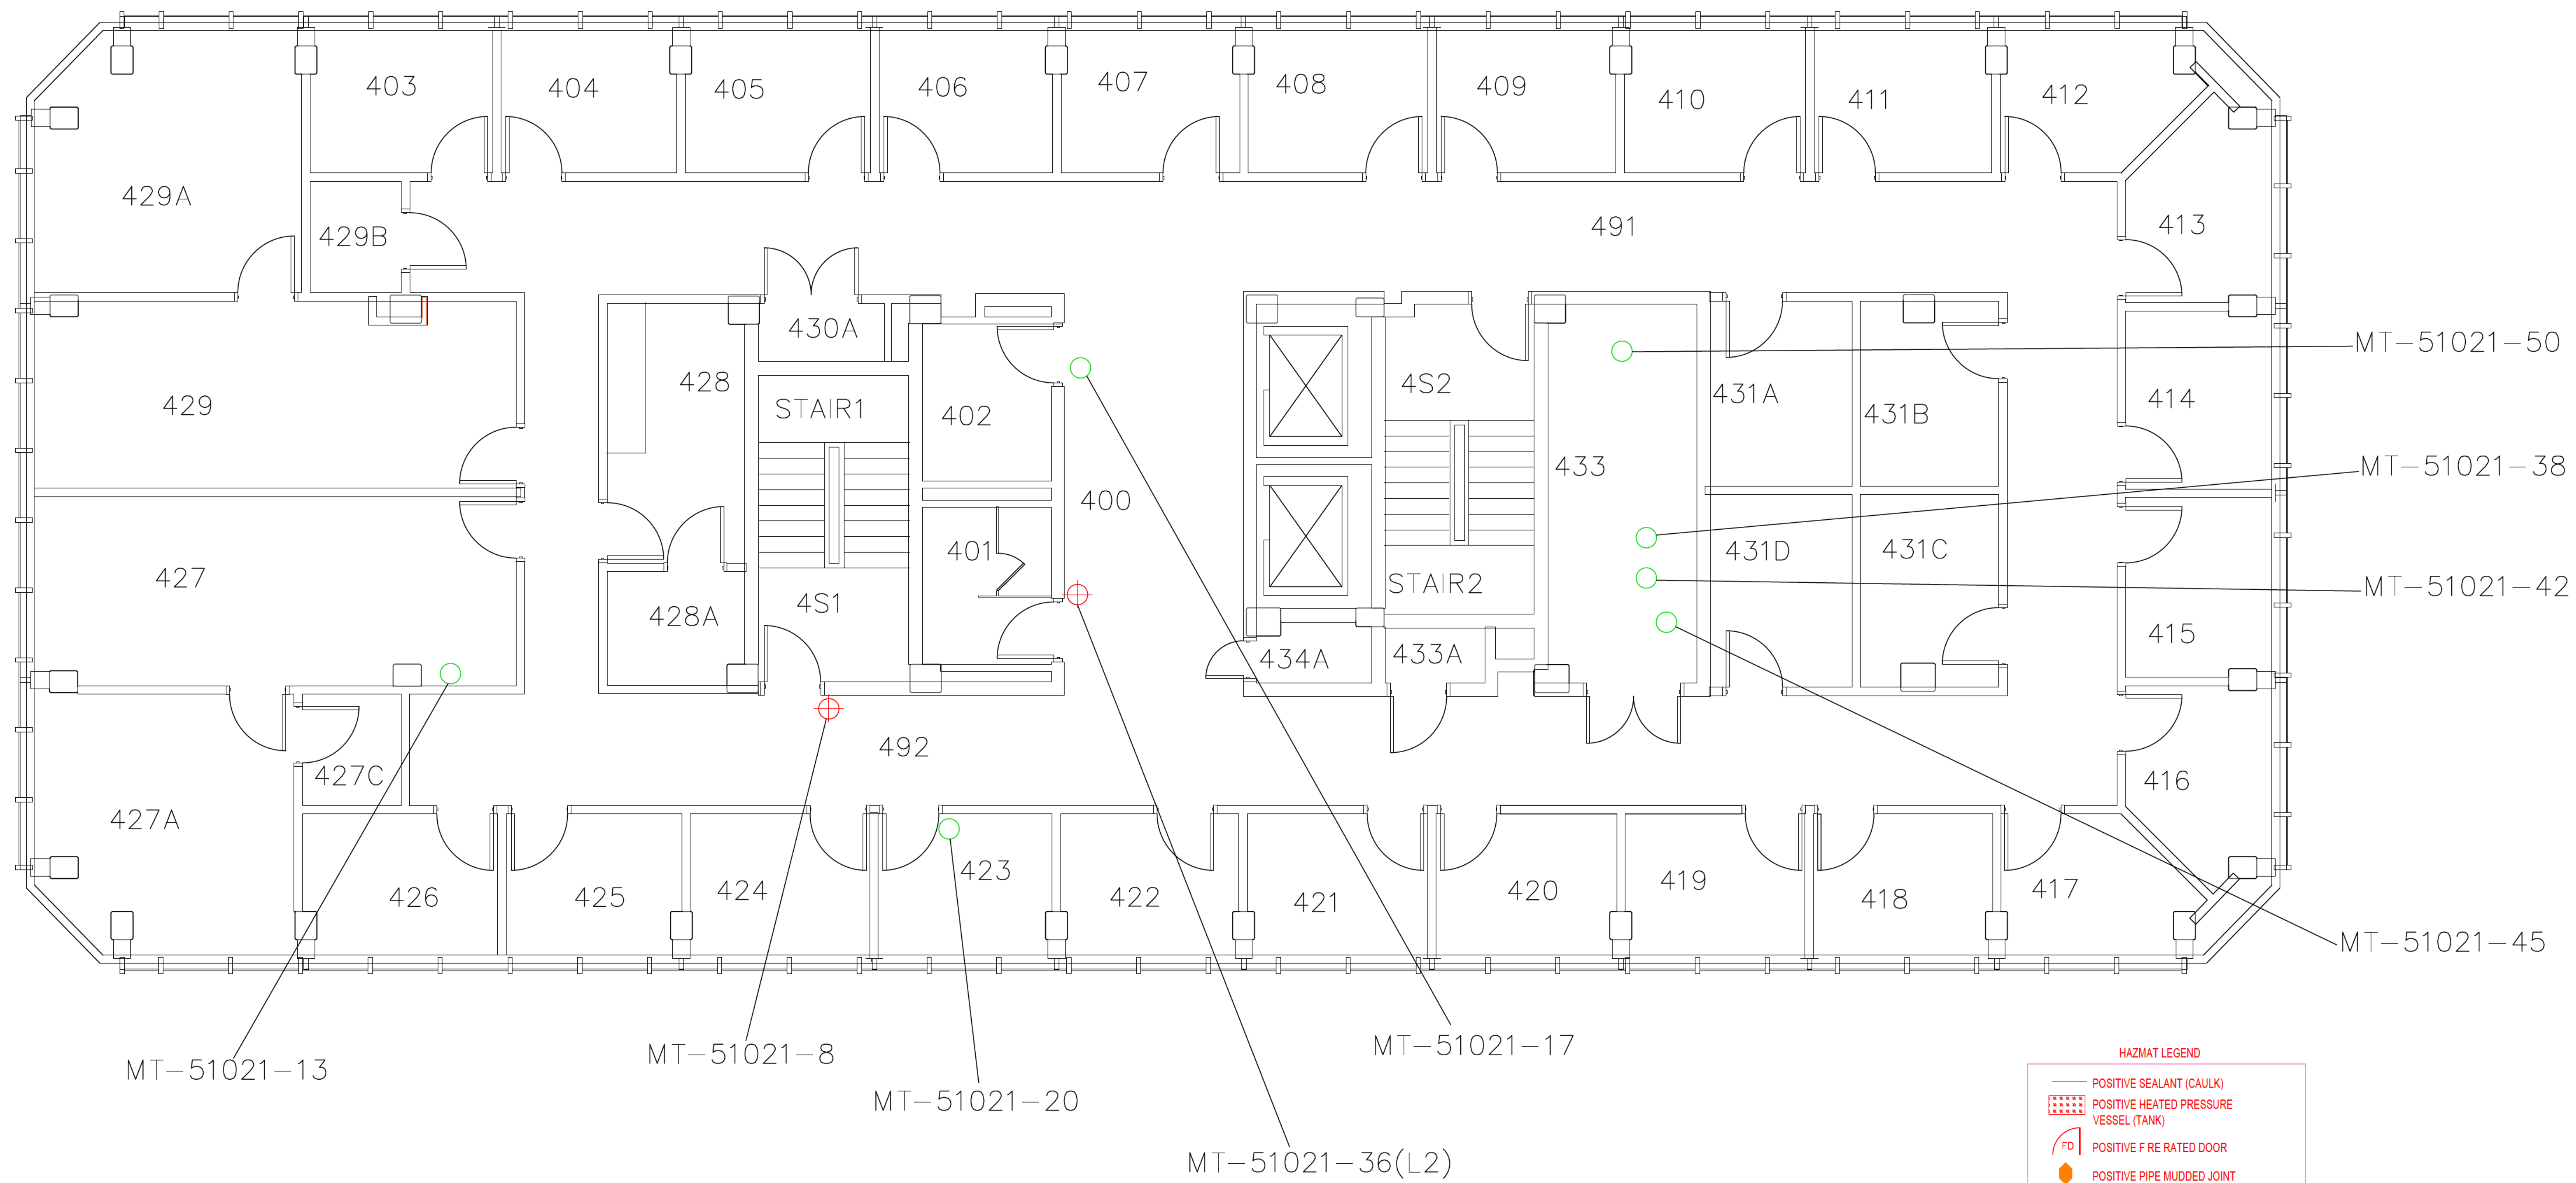 403
404
405
406
407
408
409
410
411
412
429A
429B
491
413
430A
MT-51021-50
428
STAIR1
402
4S2
431A
431B
414
429
433
MT-51021-38
400
401
431D
431C
427
STAIR2
MT-51021-42
428A
4S1
434A
433A
415
492
427C
416
427A
MT-51021-45
426
425
424
423
422
421
420
419
418
417
MT-51021-13
MT-51021-8
MT-51021-17
MT-51021-20
MT-51021-36(L2)
HAZMAT LEGEND
POSITIVE SEALANT (CAULK)
POSITIVE HEATED PRESSURE
VESSEL (TANK)
FD
POSITIVE F RE RATED DOOR
POSITIVE PIPE MUDDED JOINT